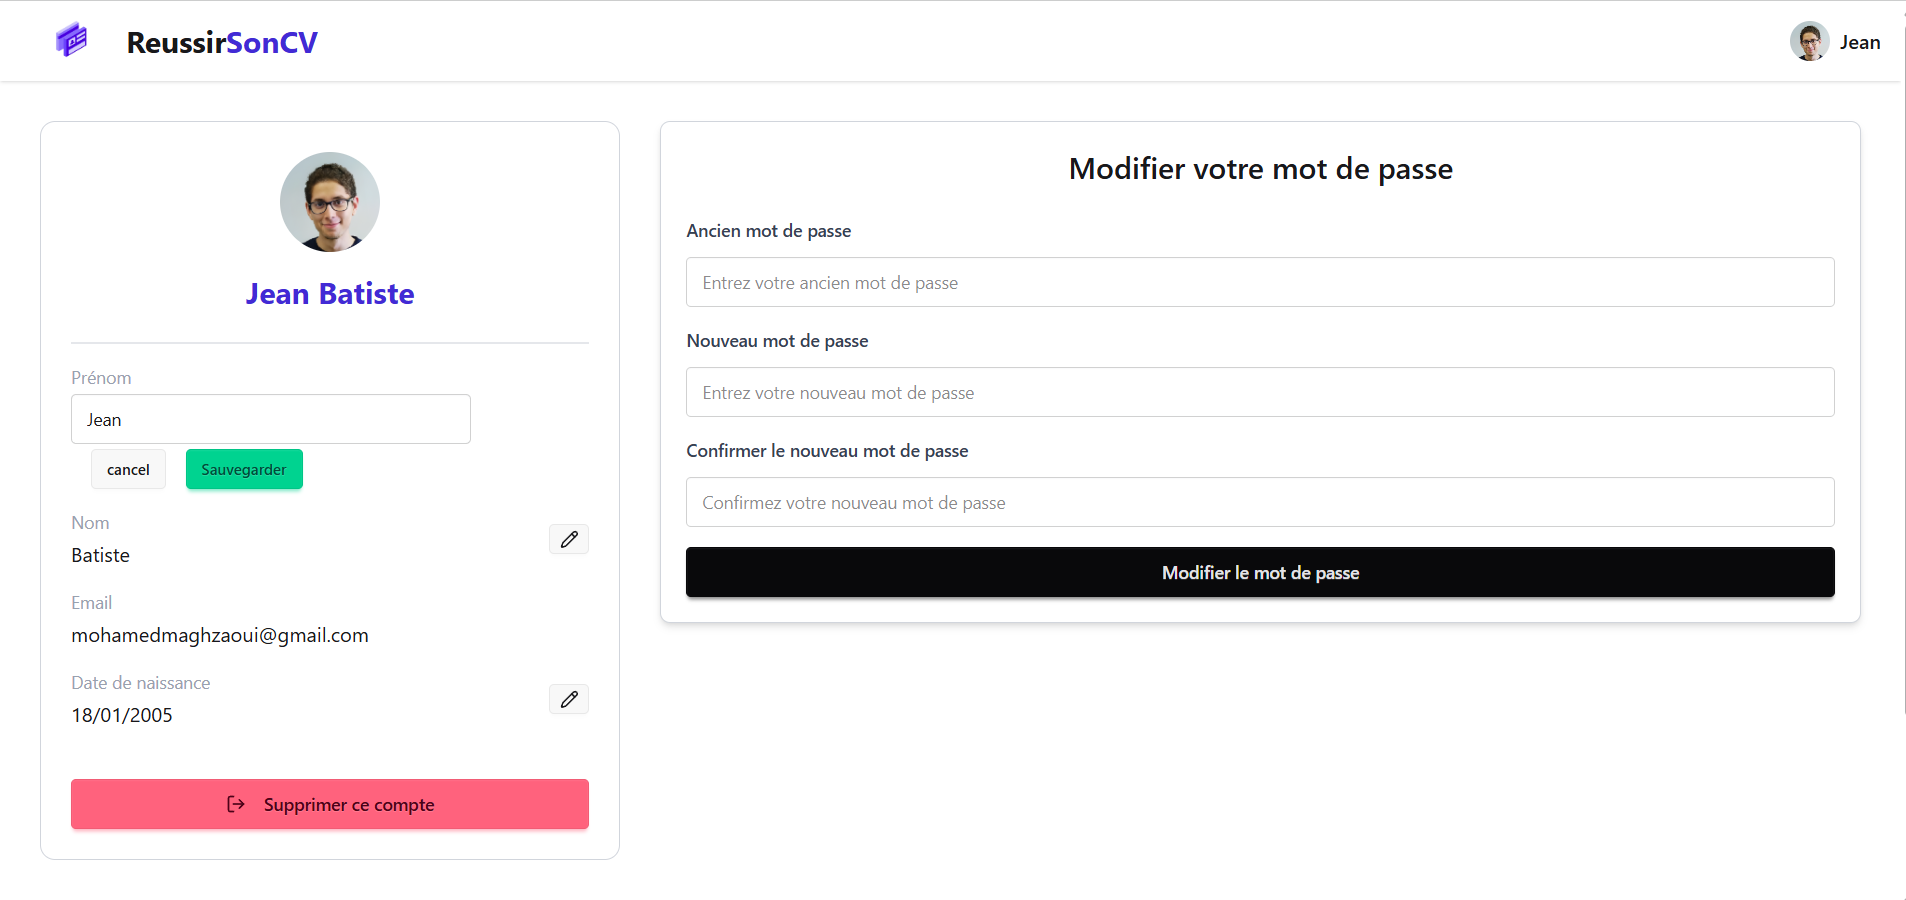 ReussirSonCV
Jean
Jean Batiste
Prénom
Jean
cancel
Sauvegarder
Nom
Batiste
Email
mohamedmaghzaoui@gmail.com
Date de naissance
18/01/2005
Supprimer ce compte
Modifier votre mot de passe
Ancien mot de passe
Entrez votre ancien mot de passe
Nouveau mot de passe
Entrez votre nouveau mot de passe
Confirmer le nouveau mot de passe
Confirmez votre nouveau mot de passe
Modifier le mot de passe